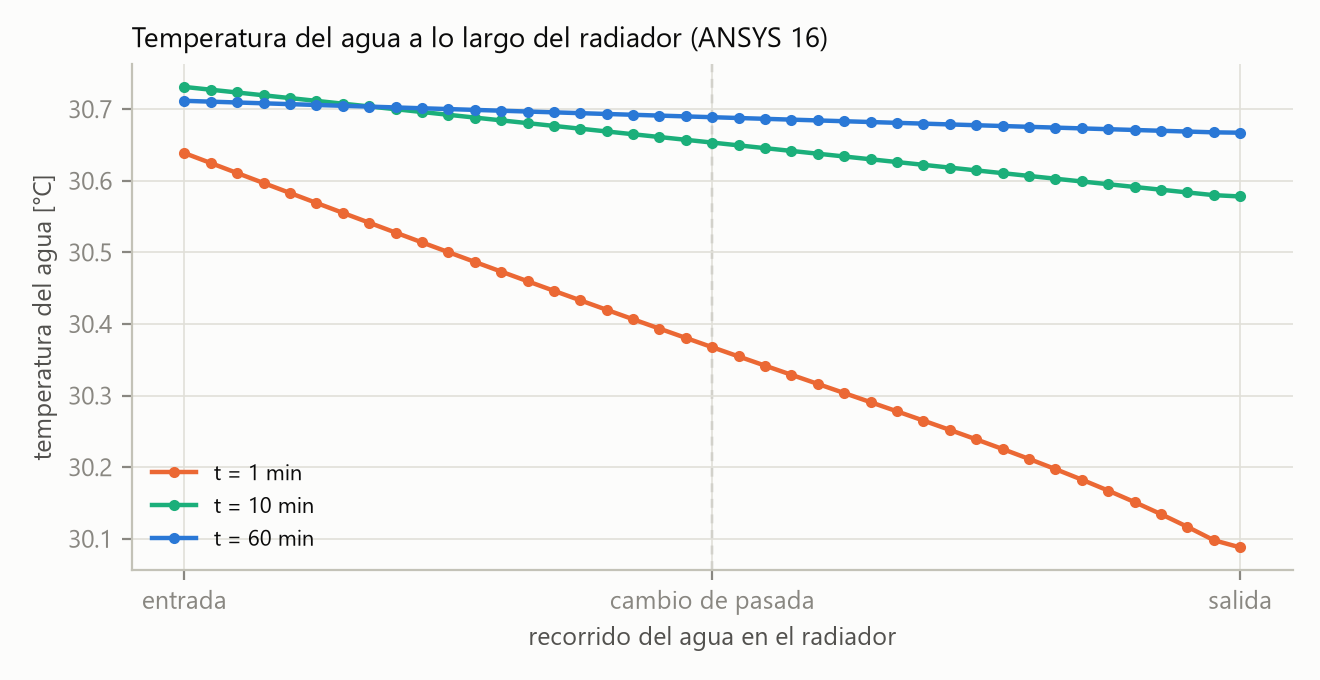 Temperatura del agua a lo largo del radiador (ANSYS 16)
temperatura del agua [°C]
30.7
30.6
30.5
30.4
30.3
30.2
30.1
t = 1 min
t = 10 min
t = 60 min
entrada
cambio de pasada
salida
recorrido del agua en el radiador